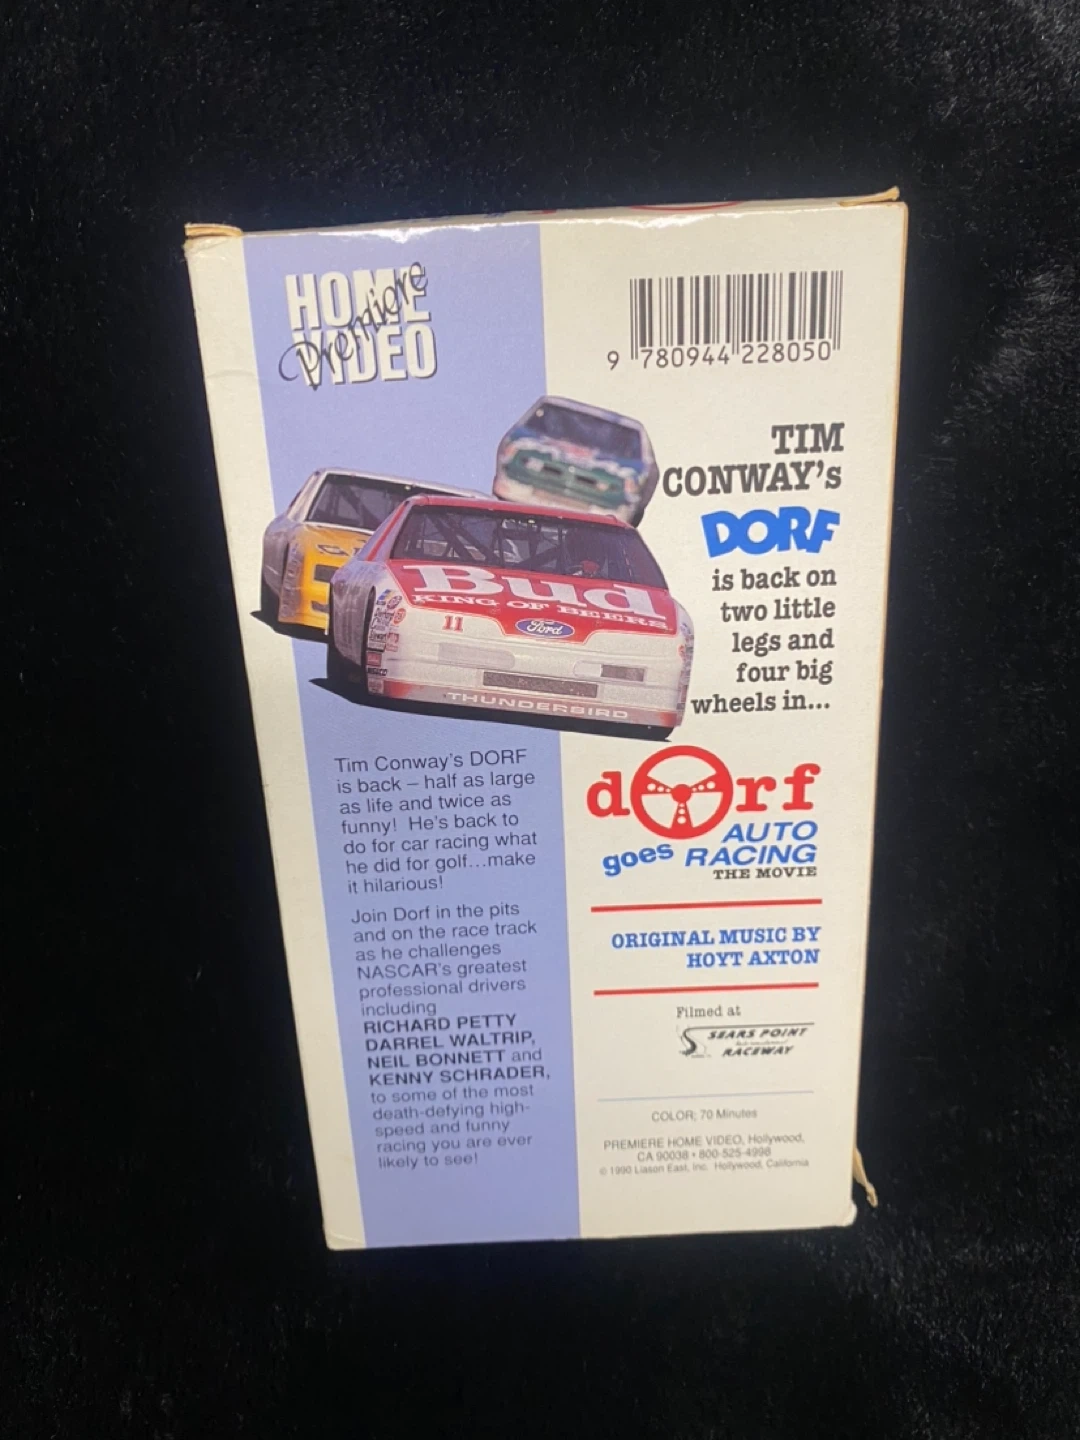 HOME
Premiere
VIDEO
9 780944 228050
TIM
CONWAY's
DORF
is back on
two little
legs and
four big
wheels in...
Bud
KING OF BEERS
11
Ford
THUNDERBIRD
dorf
goes AUTO
RACING
THE MOVIE
ORIGINAL MUSIC BY
HOYT AXTON
Filmed at
SEARS POINT
RACEWAY
COLOR; 70 Minutes
PREMIERE HOME VIDEO, Hollywood,
CA 90038 • 800-525-4998
© 1990 Liason East, Inc. Hollywood, California
Tim Conway's DORF
is back – half as large
as life and twice as
funny! He's back to
do for car racing what
he did for golf...make
it hilarious!
Join Dorf in the pits
and on the race track
as he challenges
NASCAR's greatest
professional drivers
including
RICHARD PETTY
DARREL WALTRIP,
NEIL BONNETT and
KENNY SCHRADER,
to some of the most
death-defying high-
speed and funny
racing you are ever
likely to see!